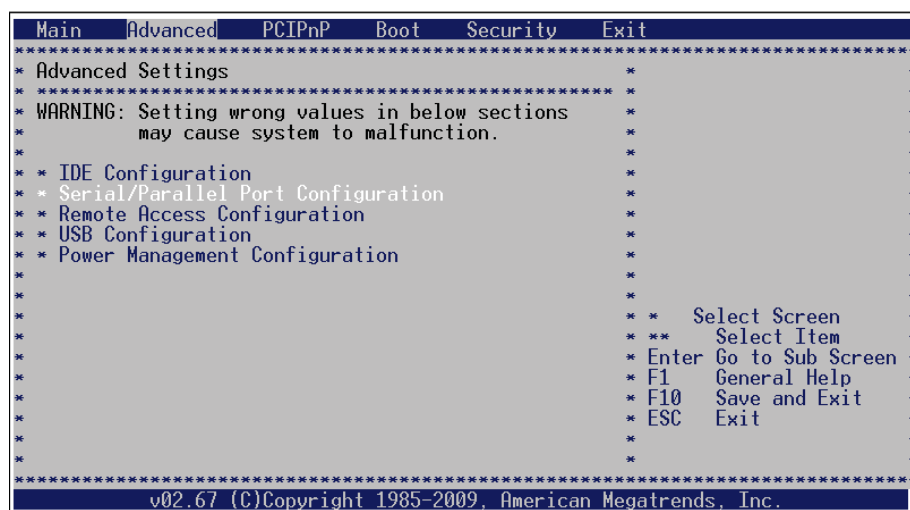 Main Advanced PCIPnP Boot Security Exit
********************************************************************************
* Advanced Settings *
* *************************************************** *
* WARNING: Setting wrong values in below sections *
* may cause system to malfunction. *
* *
* * IDE Configuration *
* * Serial/Parallel Port Configuration *
* * Remote Access Configuration *
* * USB Configuration *
* * Power Management Configuration *
* *
* *
* * * Select Screen
* * ** Select Item
* * Enter Go to Sub Screen
* * F1 General Help
* * F10 Save and Exit
* * ESC Exit
* *
* *
********************************************************************************
v02.67 (C)Copyright 1985-2009, American Megatrends, Inc.